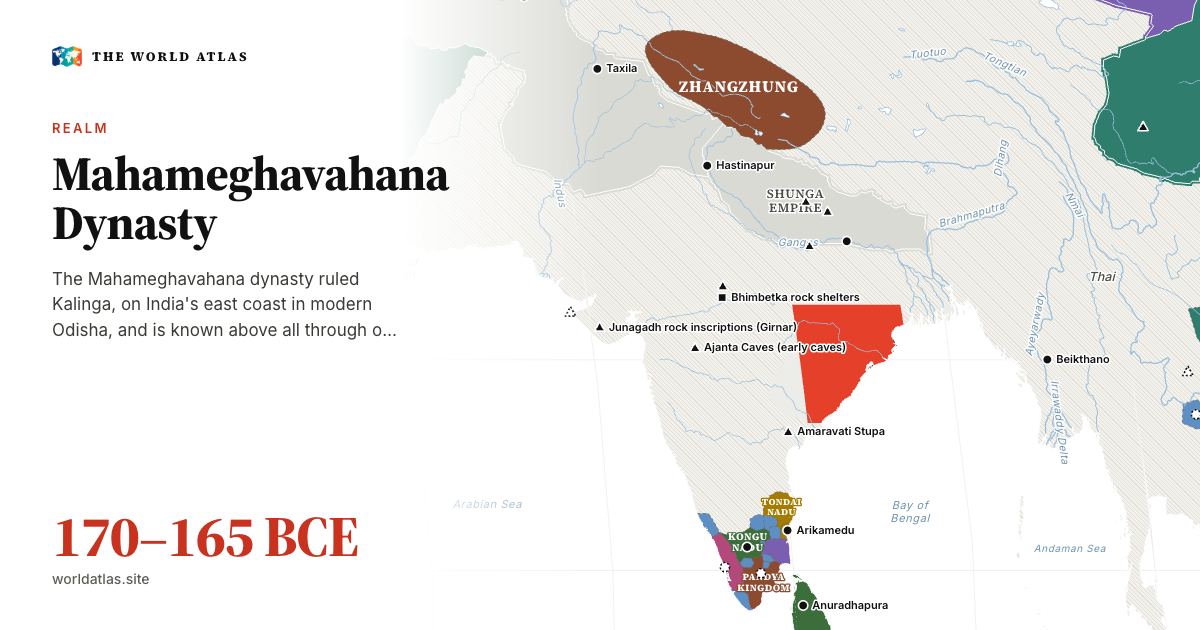 THE WORLD ATLAS
REALM
Mahameghavahana
Dynasty
The Mahameghavahana dynasty ruled
Kalinga, on India's east coast in modern
Odisha, and is known above all through o...
170–165 BCE
worldatlas.site
Taxila
ZHANGZHUNG
Tuotuo
Tongtian
Hastinapur
Indus
SHUNGA
EMPIRE
Dihang
Nmai
Brahmaputra
Ganges
Thai
Bhimbetka rock shelters
Junagadh rock inscriptions (Girnar)
Ajanta Caves (early caves)
Ayeyarwady
Beikthano
Irrawaddy Delta
Amaravati Stupa
Arabian Sea
Bay of
Bengal
TONDAI
NADU
Arikamedu
KONGU
NADU
Andaman Sea
PANDYA
KINGDOM
Anuradhapura